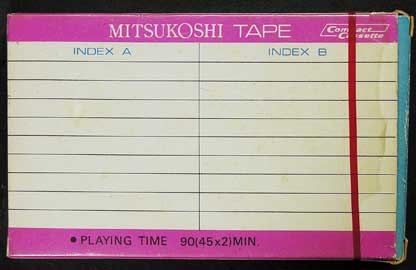 MITSUKOSHI TAPE
Compact Cassette
INDEX A INDEX B
• PLAYING TIME 90(45x2)MIN.